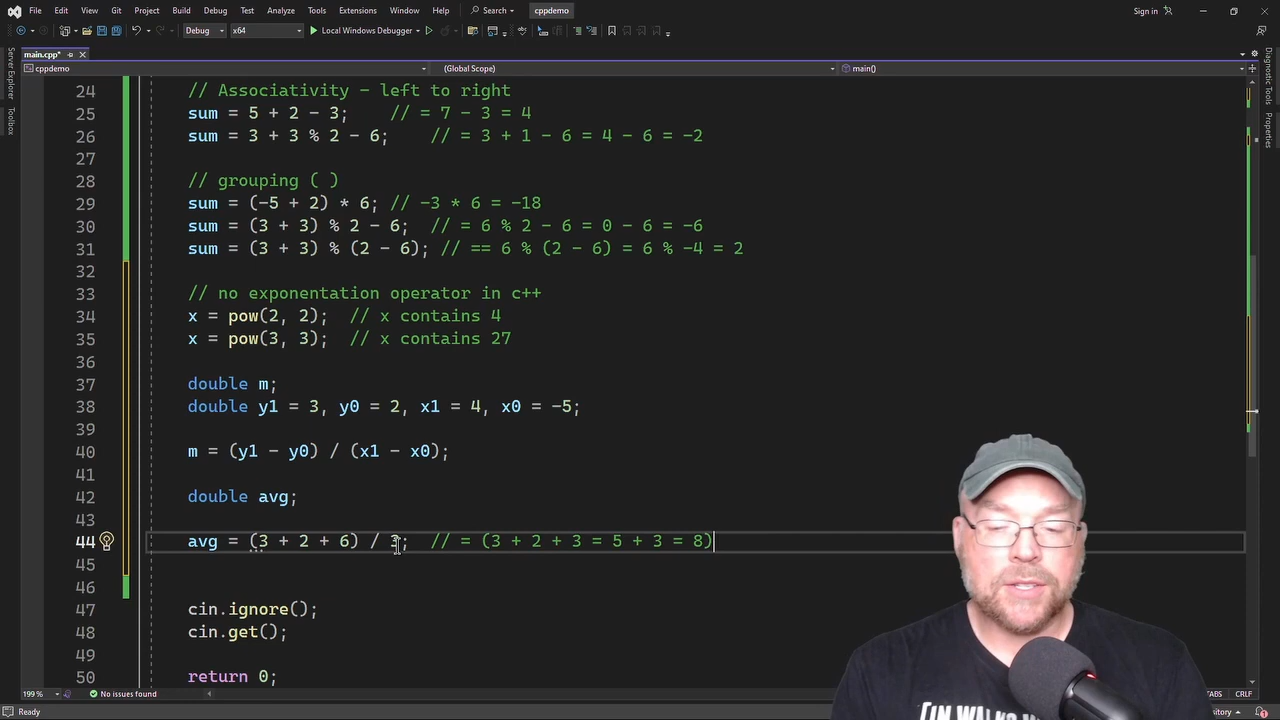 File Edit View Git Project Build Debug Test Analyze Tools Extensions Window Help Search cppdemo Sign in
Debug x64 Local Windows Debugger
main.cpp*
cppdemo (Global Scope) main()
Server Explorer
Toolbox
Diagnostic Tools
Properties
24 // Associativity - left to right
25 sum = 5 + 2 - 3; // = 7 - 3 = 4
26 sum = 3 + 3 % 2 - 6; // = 3 + 1 - 6 = 4 - 6 = -2
27
28 // grouping ( )
29 sum = (-5 + 2) * 6; // -3 * 6 = -18
30 sum = (3 + 3) % 2 - 6; // = 6 % 2 - 6 = 0 - 6 = -6
31 sum = (3 + 3) % (2 - 6); // == 6 % (2 - 6) = 6 % -4 = 2
32
33 // no exponentation operator in c++
34 x = pow(2, 2); // x contains 4
35 x = pow(3, 3); // x contains 27
36
37 double m;
38 double y1 = 3, y0 = 2, x1 = 4, x0 = -5;
39
40 m = (y1 - y0) / (x1 - x0);
41
42 double avg;
43
44 avg = (3 + 2 + 6) / 3; // = (3 + 2 + 3 = 5 + 3 = 8)
45
46
47 cin.ignore();
48 cin.get();
49
50 return 0;
199 % No issues found TABS CRLF
Ready